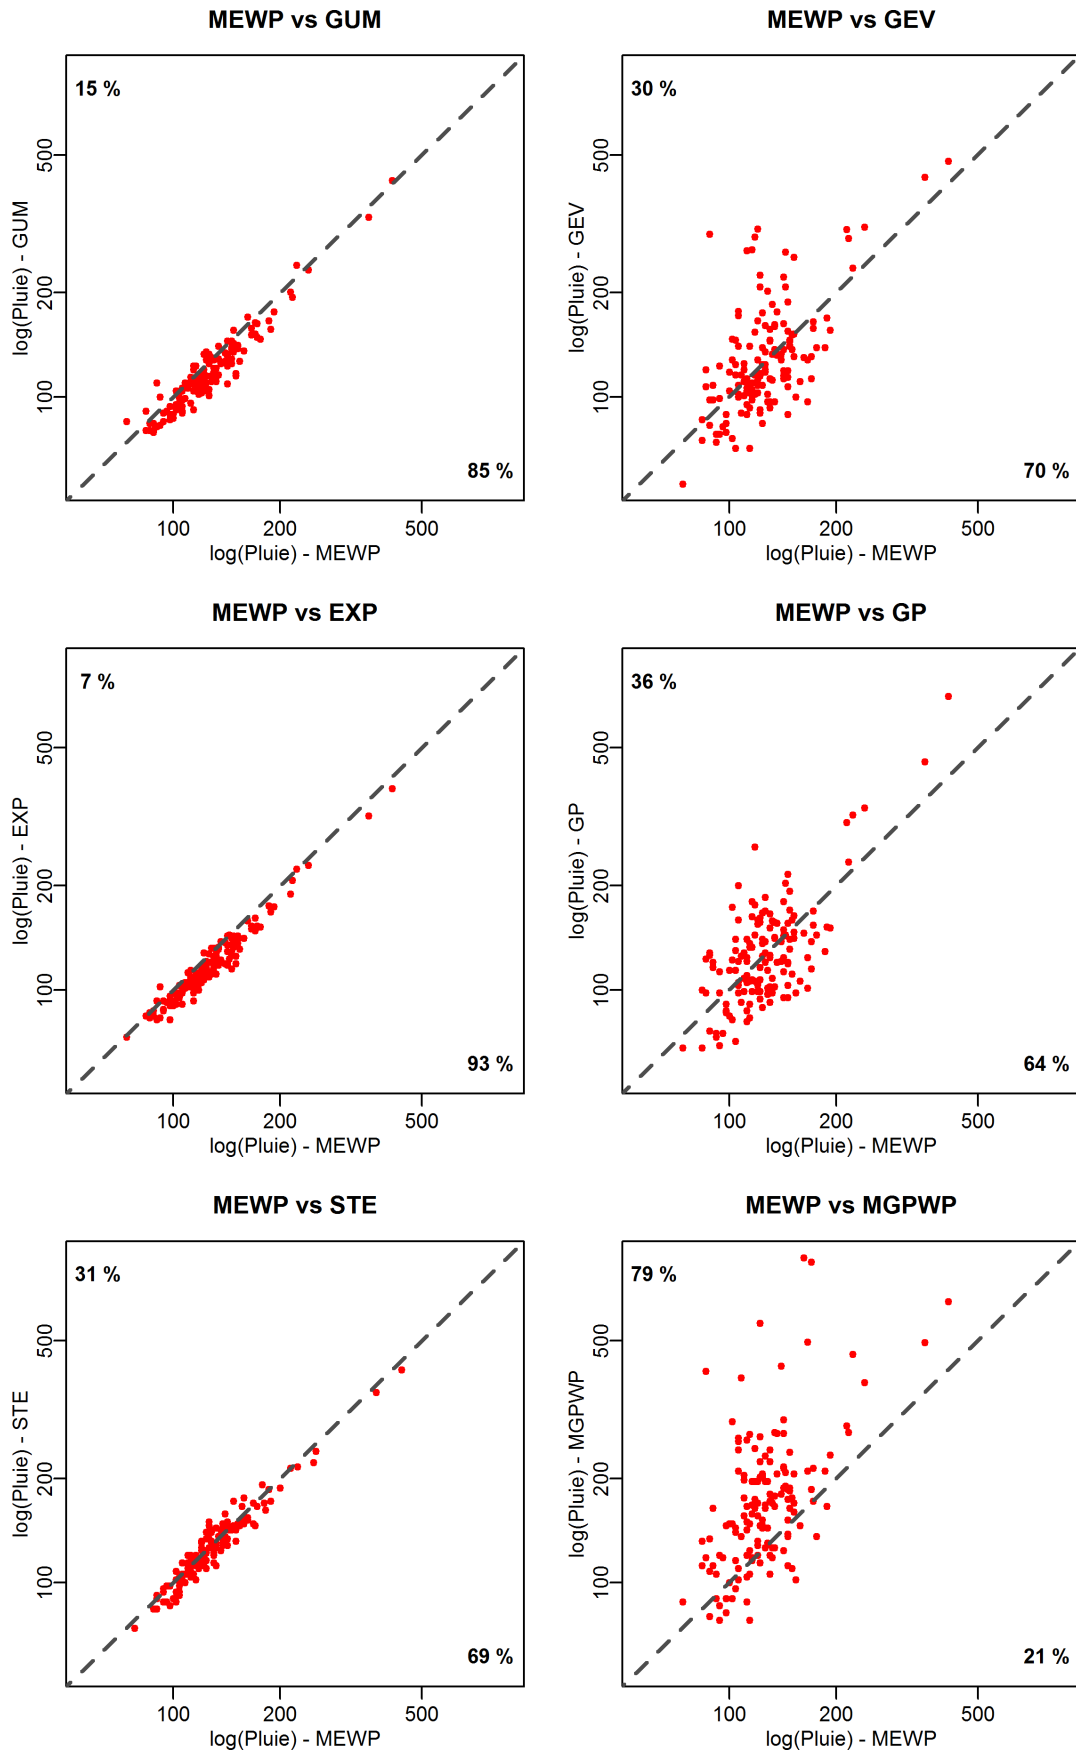 MEWP vs GUM
15 %
85 %
log(Pluie) - GUM
100
200
500
100
200
500
log(Pluie) - MEWP
MEWP vs GEV
30 %
70 %
log(Pluie) - GEV
100
200
500
100
200
500
log(Pluie) - MEWP
MEWP vs EXP
7 %
93 %
log(Pluie) - EXP
100
200
500
100
200
500
log(Pluie) - MEWP
MEWP vs GP
36 %
64 %
log(Pluie) - GP
100
200
500
100
200
500
log(Pluie) - MEWP
MEWP vs STE
31 %
69 %
log(Pluie) - STE
100
200
500
100
200
500
log(Pluie) - MEWP
MEWP vs MGPWP
79 %
21 %
log(Pluie) - MGPWP
100
200
500
100
200
500
log(Pluie) - MEWP